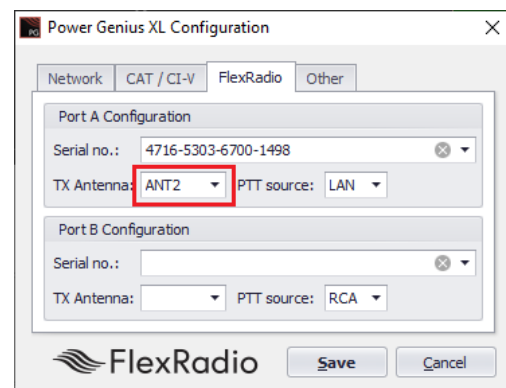 Power Genius XL Configuration
Network CAT / CI-V FlexRadio Other
Port A Configuration
Serial no.: 4716-5303-6700-1498
TX Antenna: ANT2 PTT source: LAN
Port B Configuration
Serial no.:
TX Antenna: PTT source: RCA
FlexRadio Save Cancel